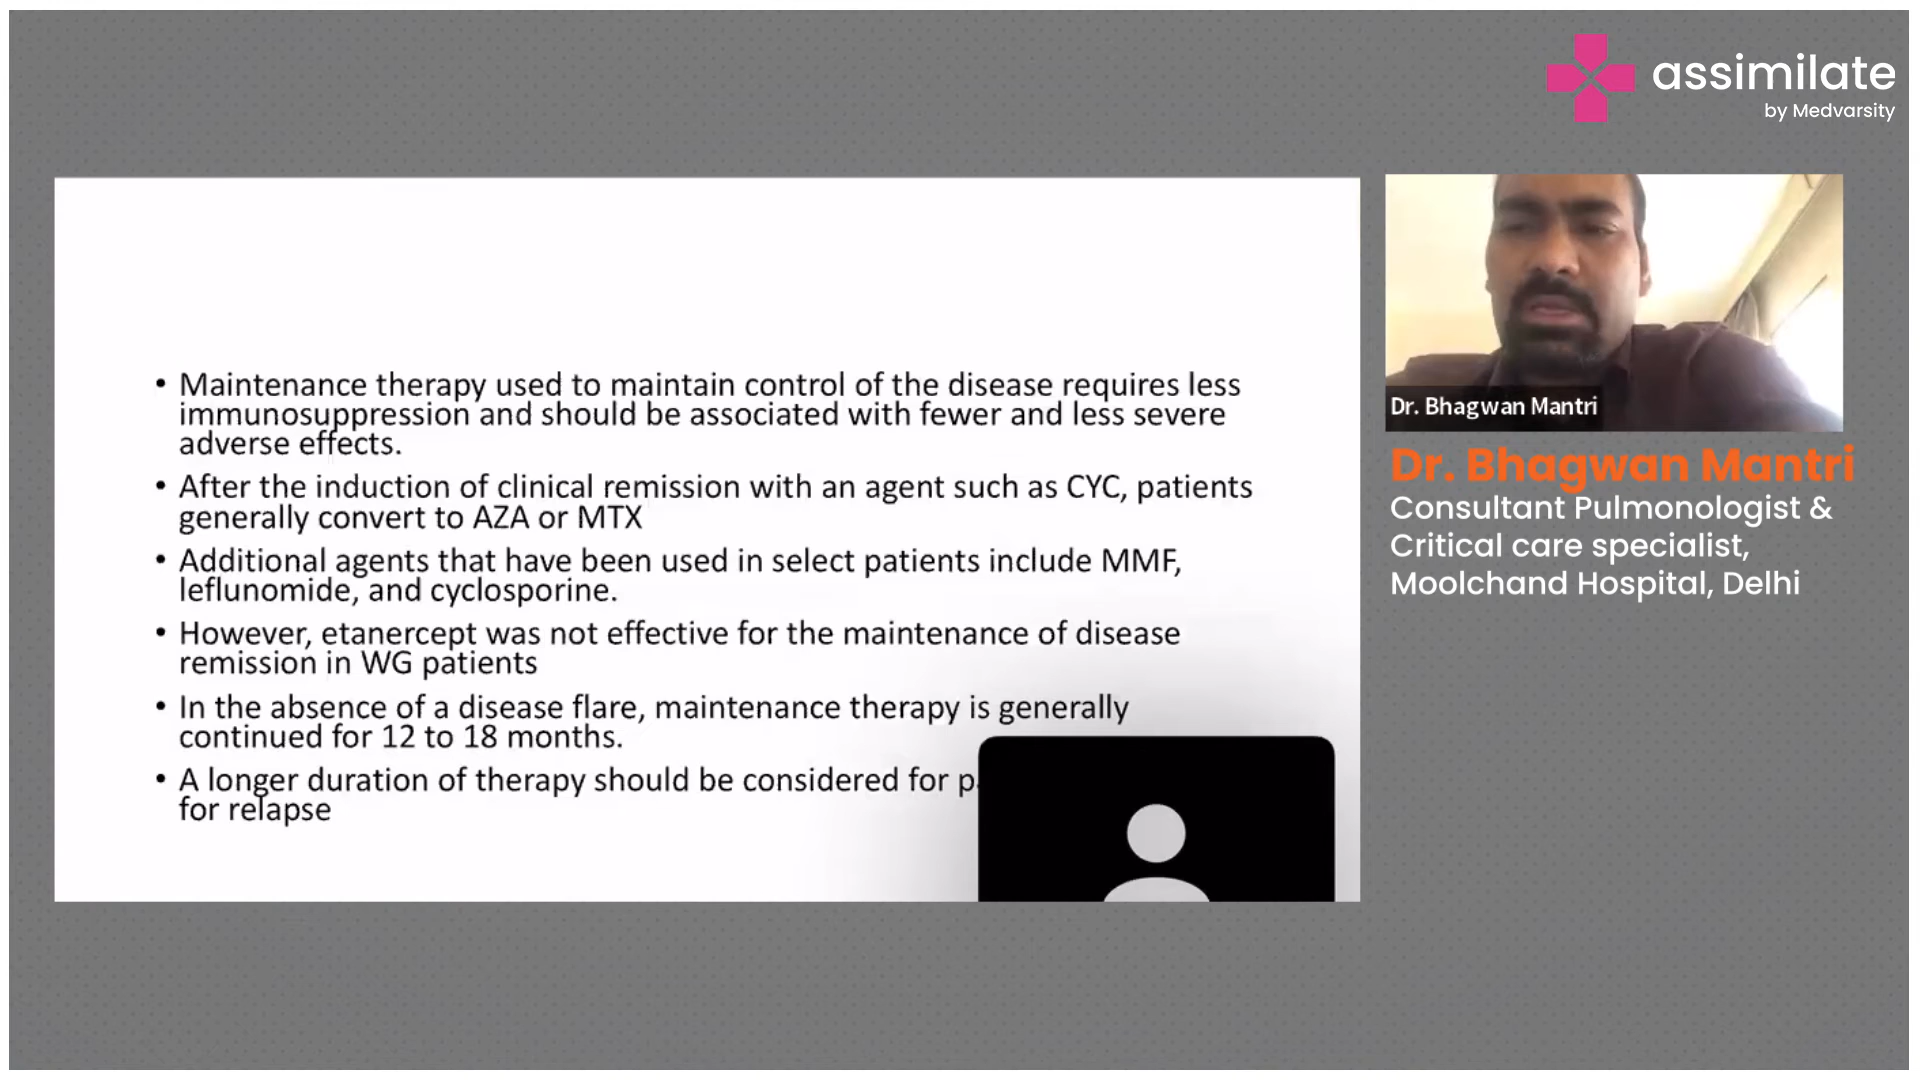 assimilate
by Medvarsity
• Maintenance therapy used to maintain control of the disease requires less
immunosuppression and should be associated with fewer and less severe
adverse effects.
• After the induction of clinical remission with an agent such as CYC, patients
generally convert to AZA or MTX
• Additional agents that have been used in select patients include MMF,
leflunomide, and cyclosporine.
• However, etanercept was not effective for the maintenance of disease
remission in WG patients
• In the absence of a disease flare, maintenance therapy is generally
continued for 12 to 18 months.
• A longer duration of therapy should be considered for
for relapse
Dr. Bhagwan Mantri
Dr. Bhagwan Mantri
Consultant Pulmonologist &
Critical care specialist,
Moolchand Hospital, Delhi